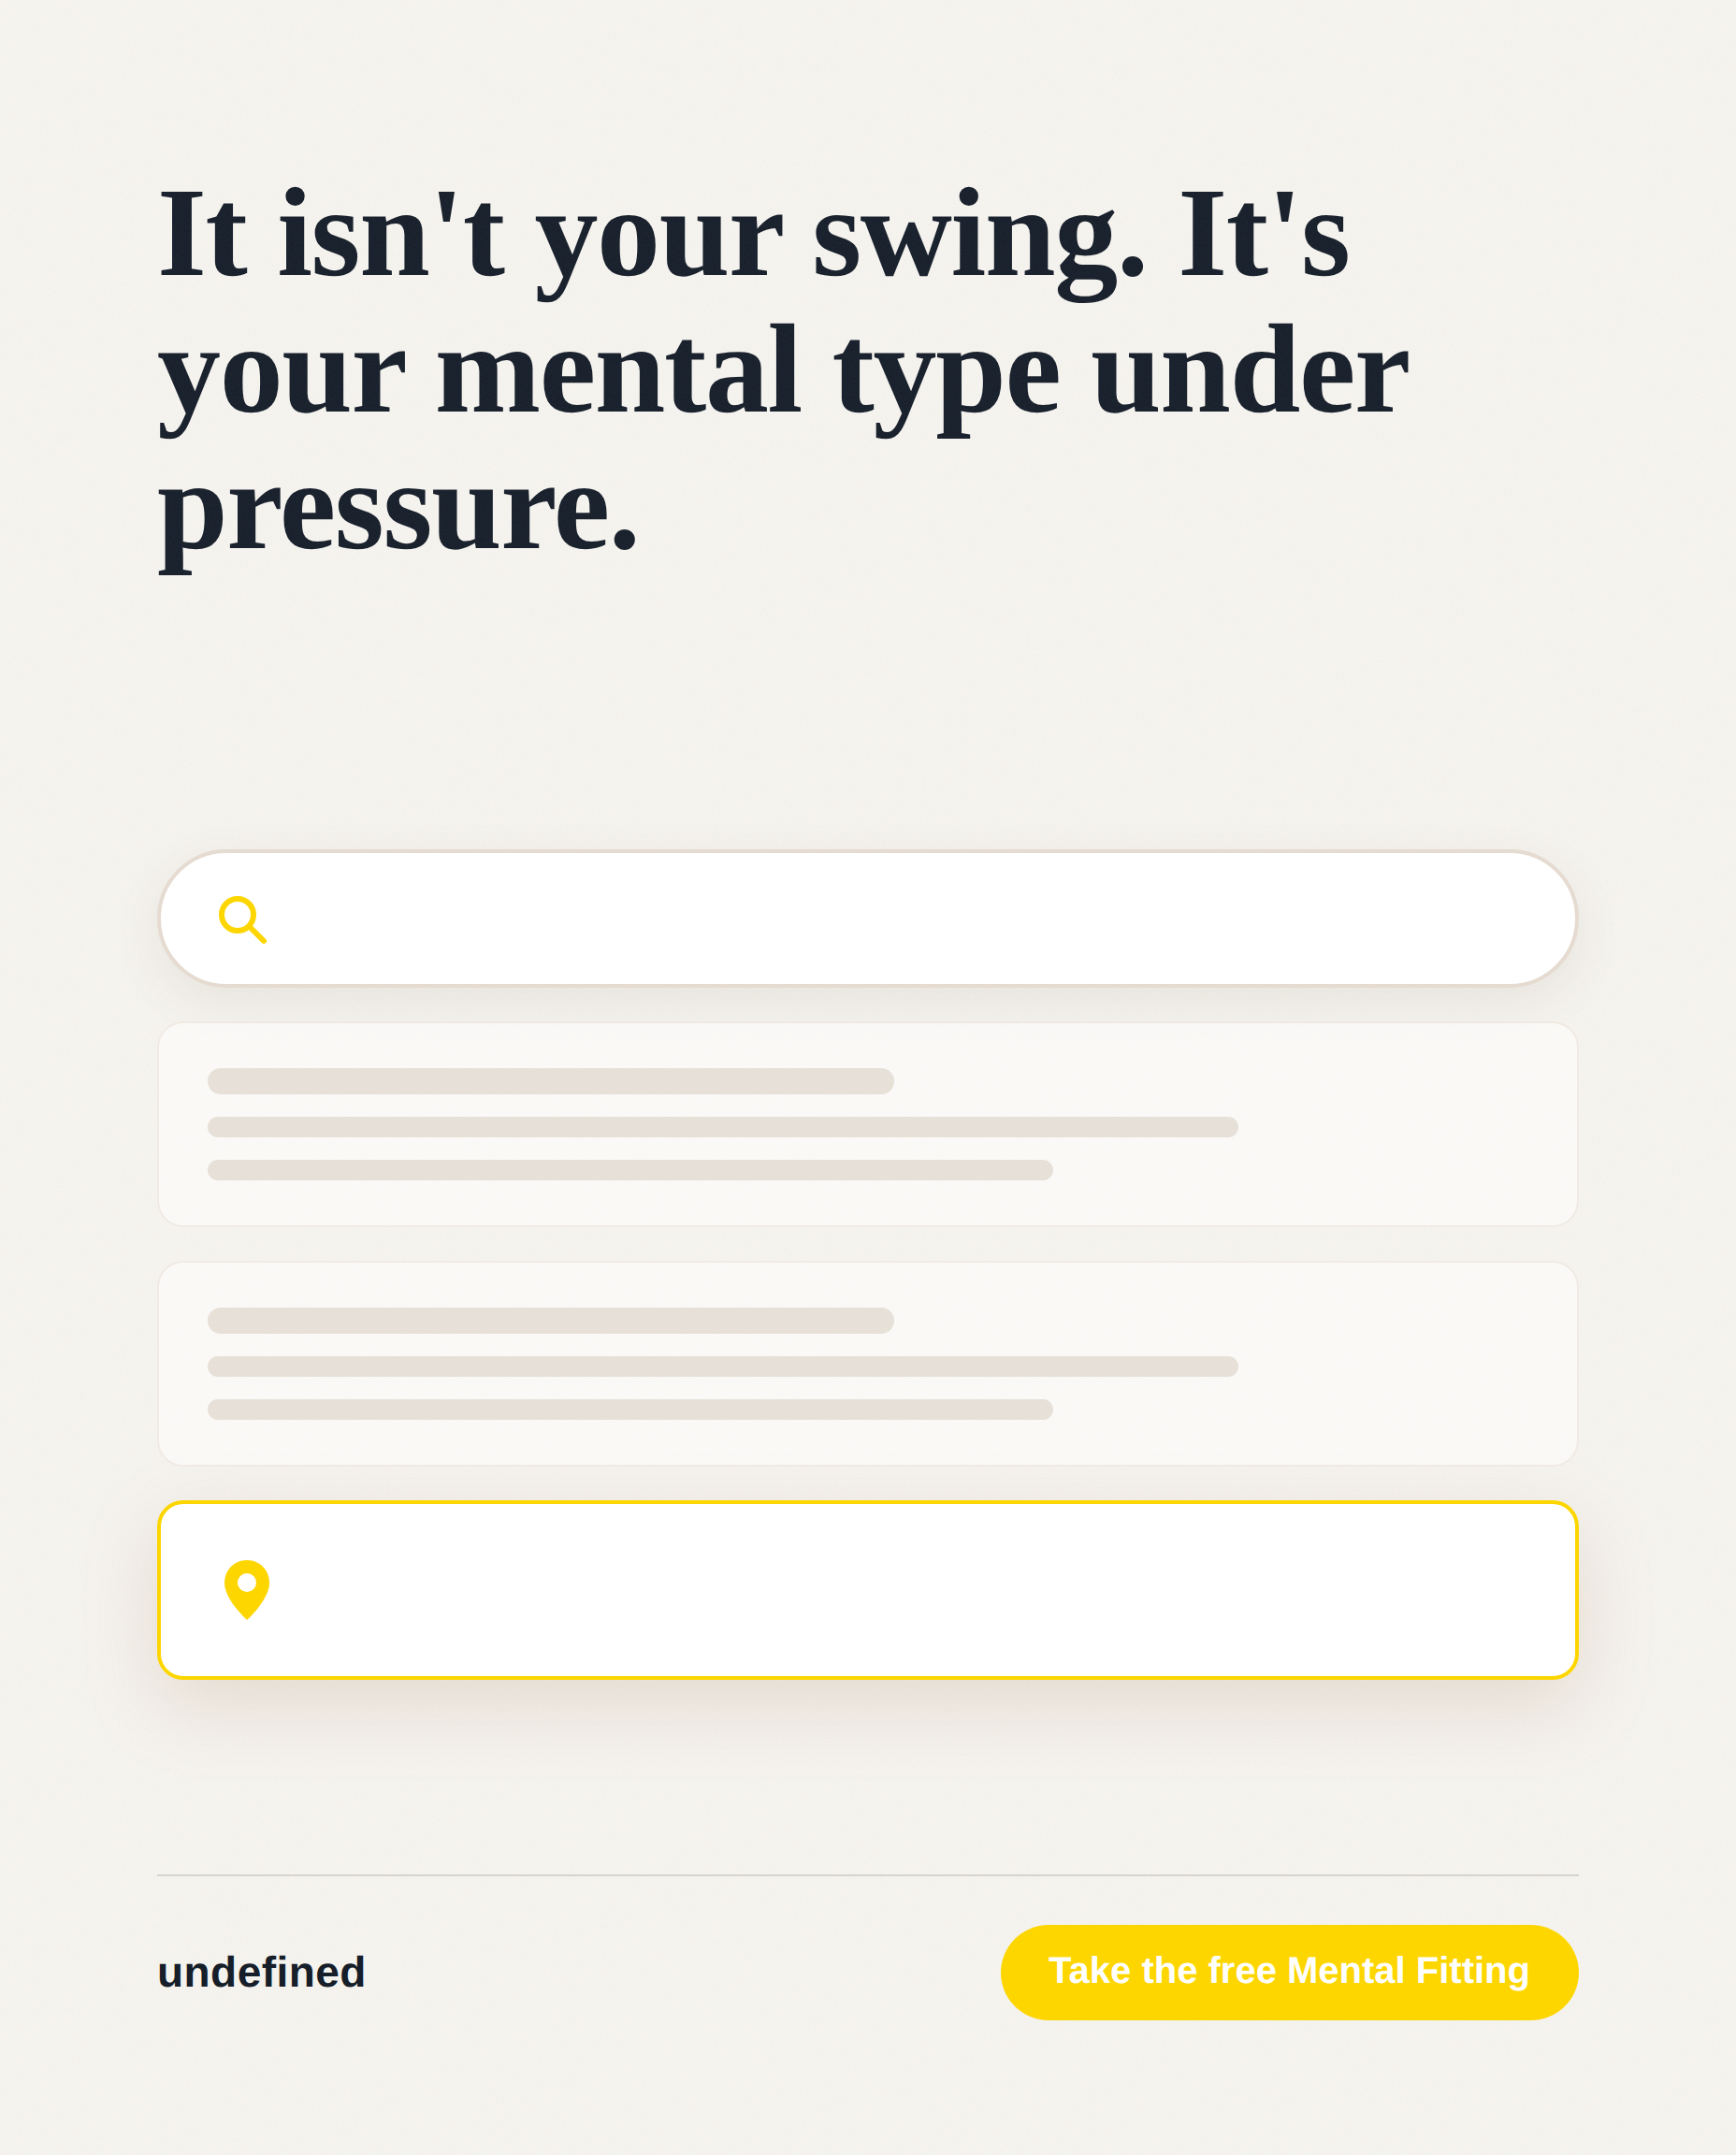 It isn't your swing. It's
your mental type under
pressure.
undefined
Take the free Mental Fitting